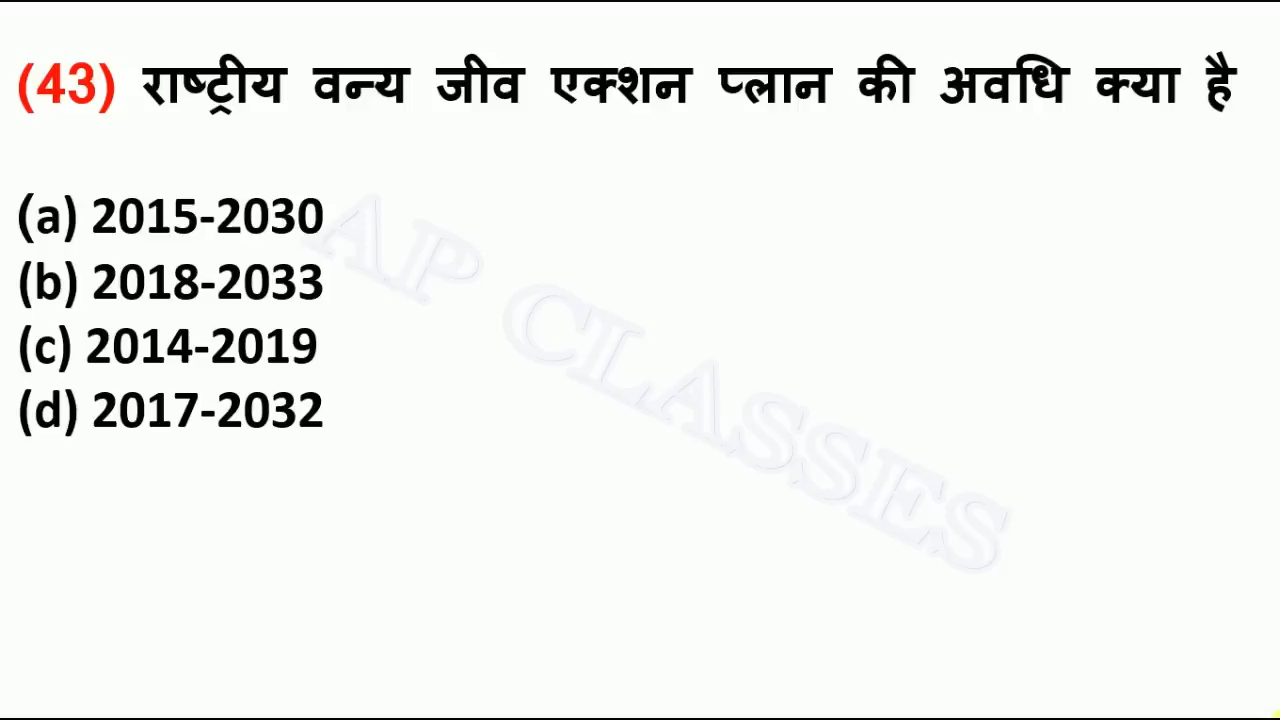 (43) राष्ट्रीय वन्य जीव एक्शन प्लान की अवधि क्या है
(a) 2015-2030
(b) 2018-2033
(c) 2014-2019
(d) 2017-2032
AP CLASSES